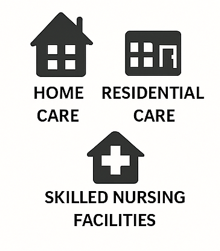 HOME
CARE
RESIDENTIAL
CARE
SKILLED NURSING
FACILITIES